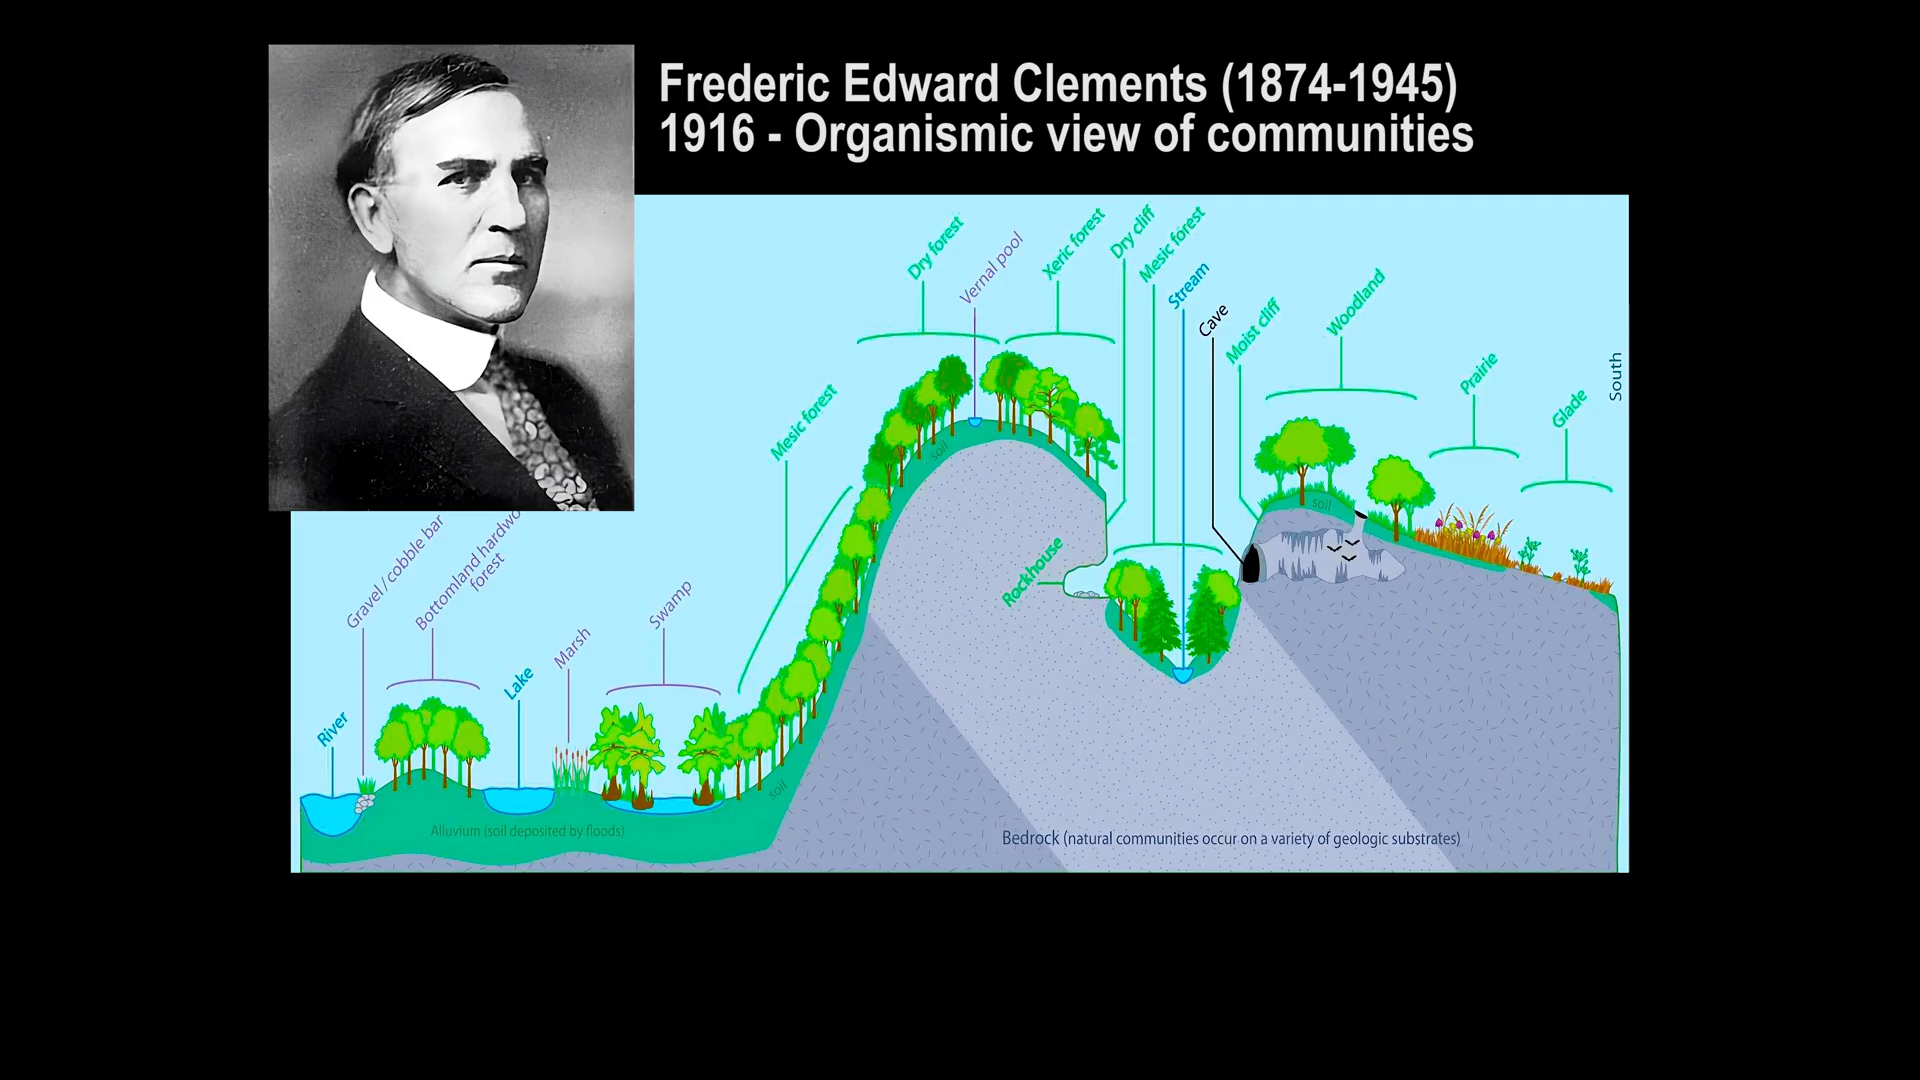 Frederic Edward Clements (1874-1945)
1916 - Organismic view of communities
River
Gravel / cobble bar
Bottomland
forest
Lake
Marsh
Swamp
Mesic forest
Dry forest
Vernal pool
Xeric forest
Dry cliff
Mesic forest
Stream
Cave
Moist cliff
Woodland
Prairie
Glade
South
Rockhouse
soil
soil
soil
Alluvium (soil deposited by floods)
Bedrock (natural communities occur on a variety of geologic substrates)